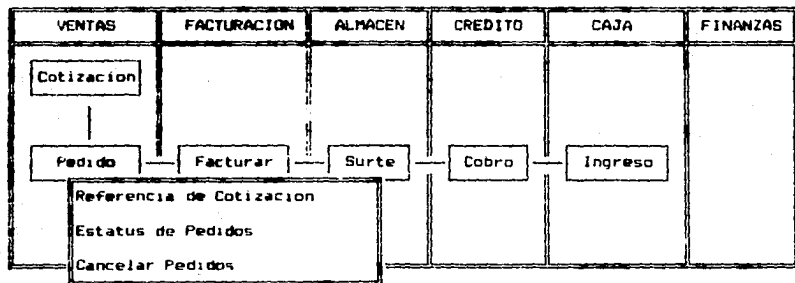 VENTAS FACTURACION ALMACEN CREDITO CAJA FINANZAS
Cotizacion
Pedido Facturar Surte Cobro Ingreso
Referencia de Cotizacion
Estatus de Pedidos
Cancelar Pedidos